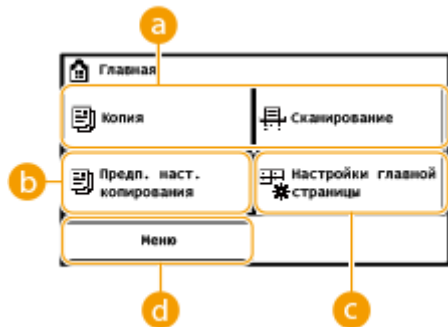 a
Главная
Копия
Сканирование
b
Предп. наст.
копирования
Настройки главной
страницы
Меню
d
c